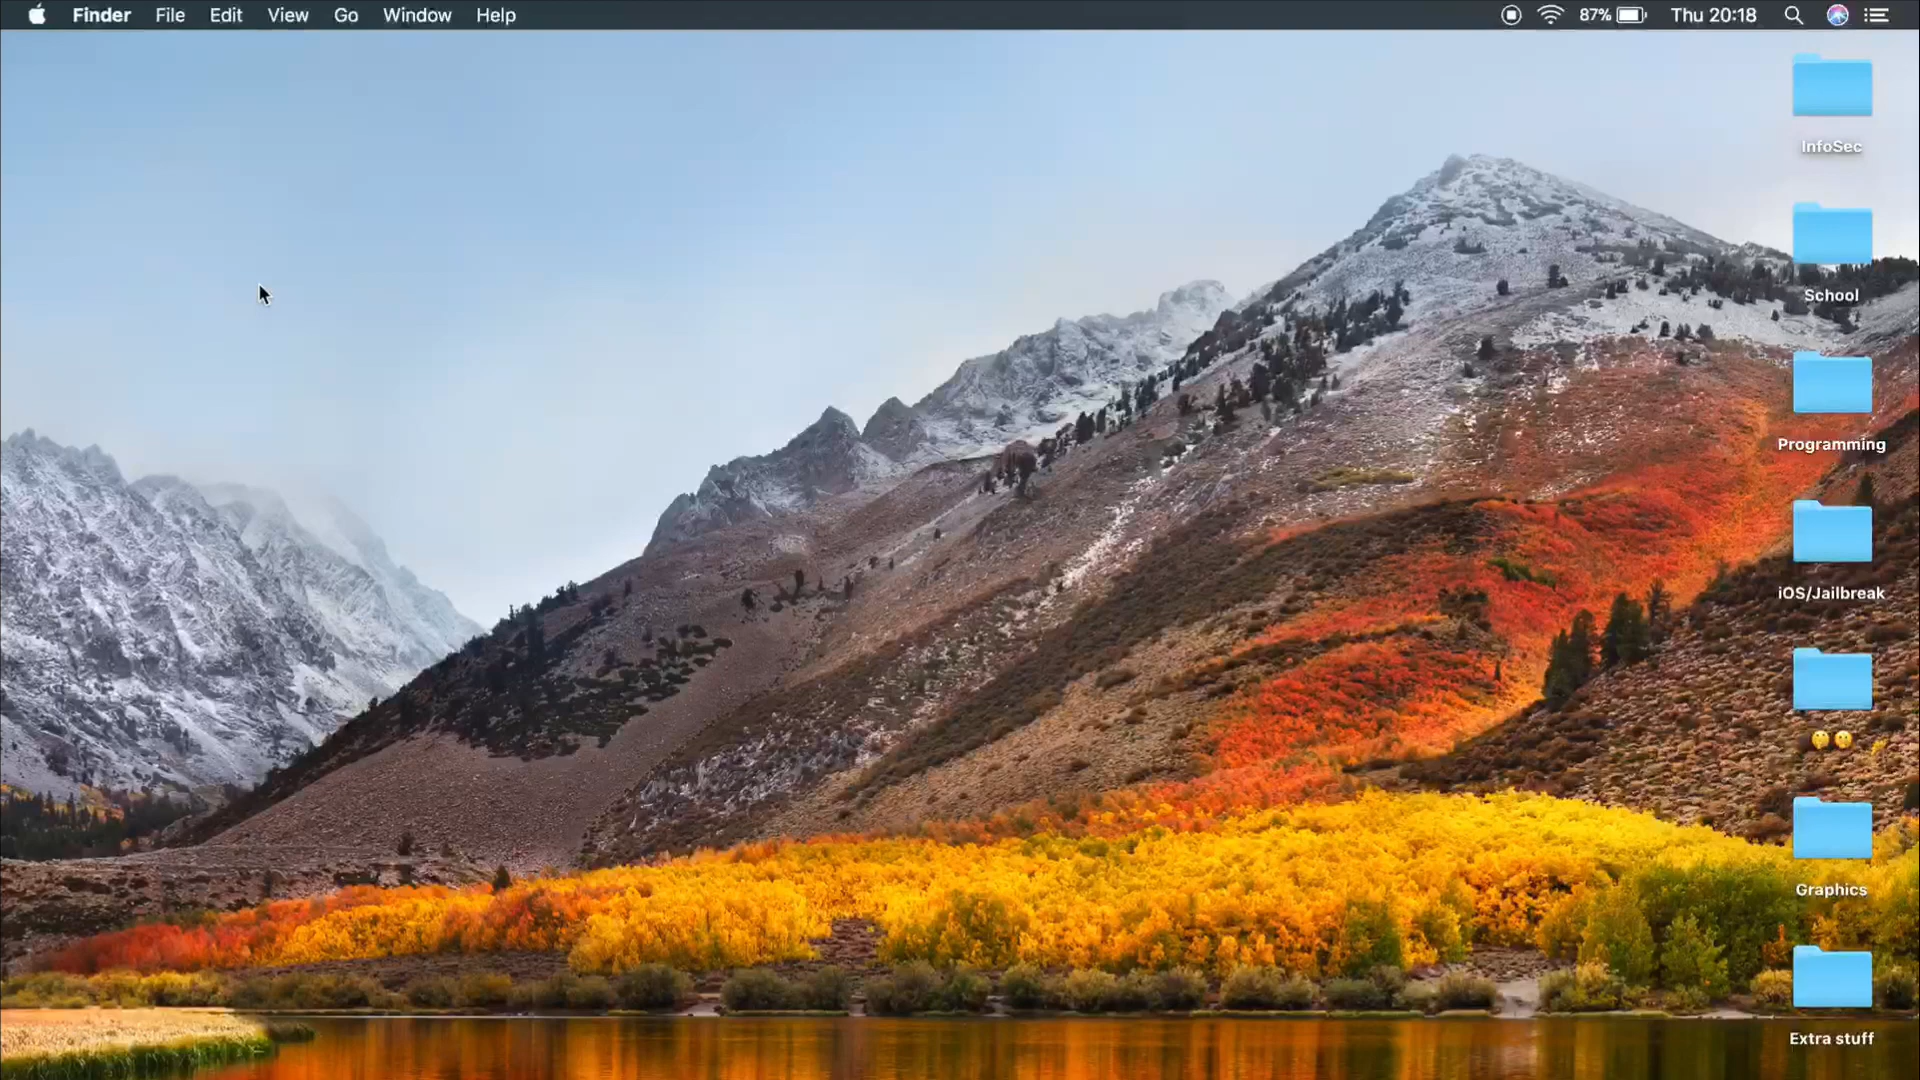 Finder File Edit View Go Window Help 87% Thu 20:18
InfoSec
School
Programming
iOS/Jailbreak
Graphics
Extra stuff